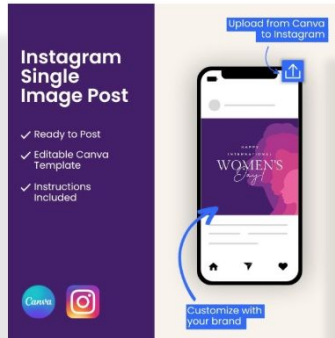 Instagram
Single
Image Post
Ready to Post
Editable Canva
Template
Instructions
Included
Canva
Upload from Canva
to Instagram
HAPPY
INTERNATIONAL
WOMEN'S
Day!
Customize with
your brand